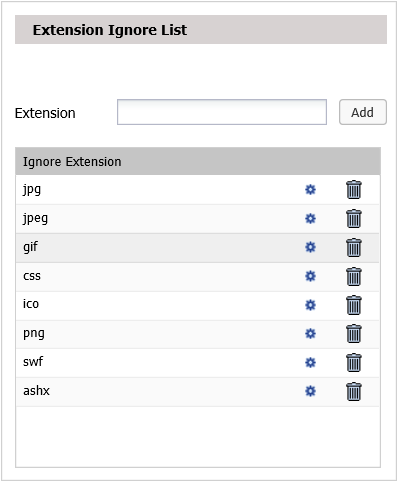 Extension Ignore List
Extension Add
Ignore Extension
jpg
jpeg
gif
css
ico
png
swf
ashx